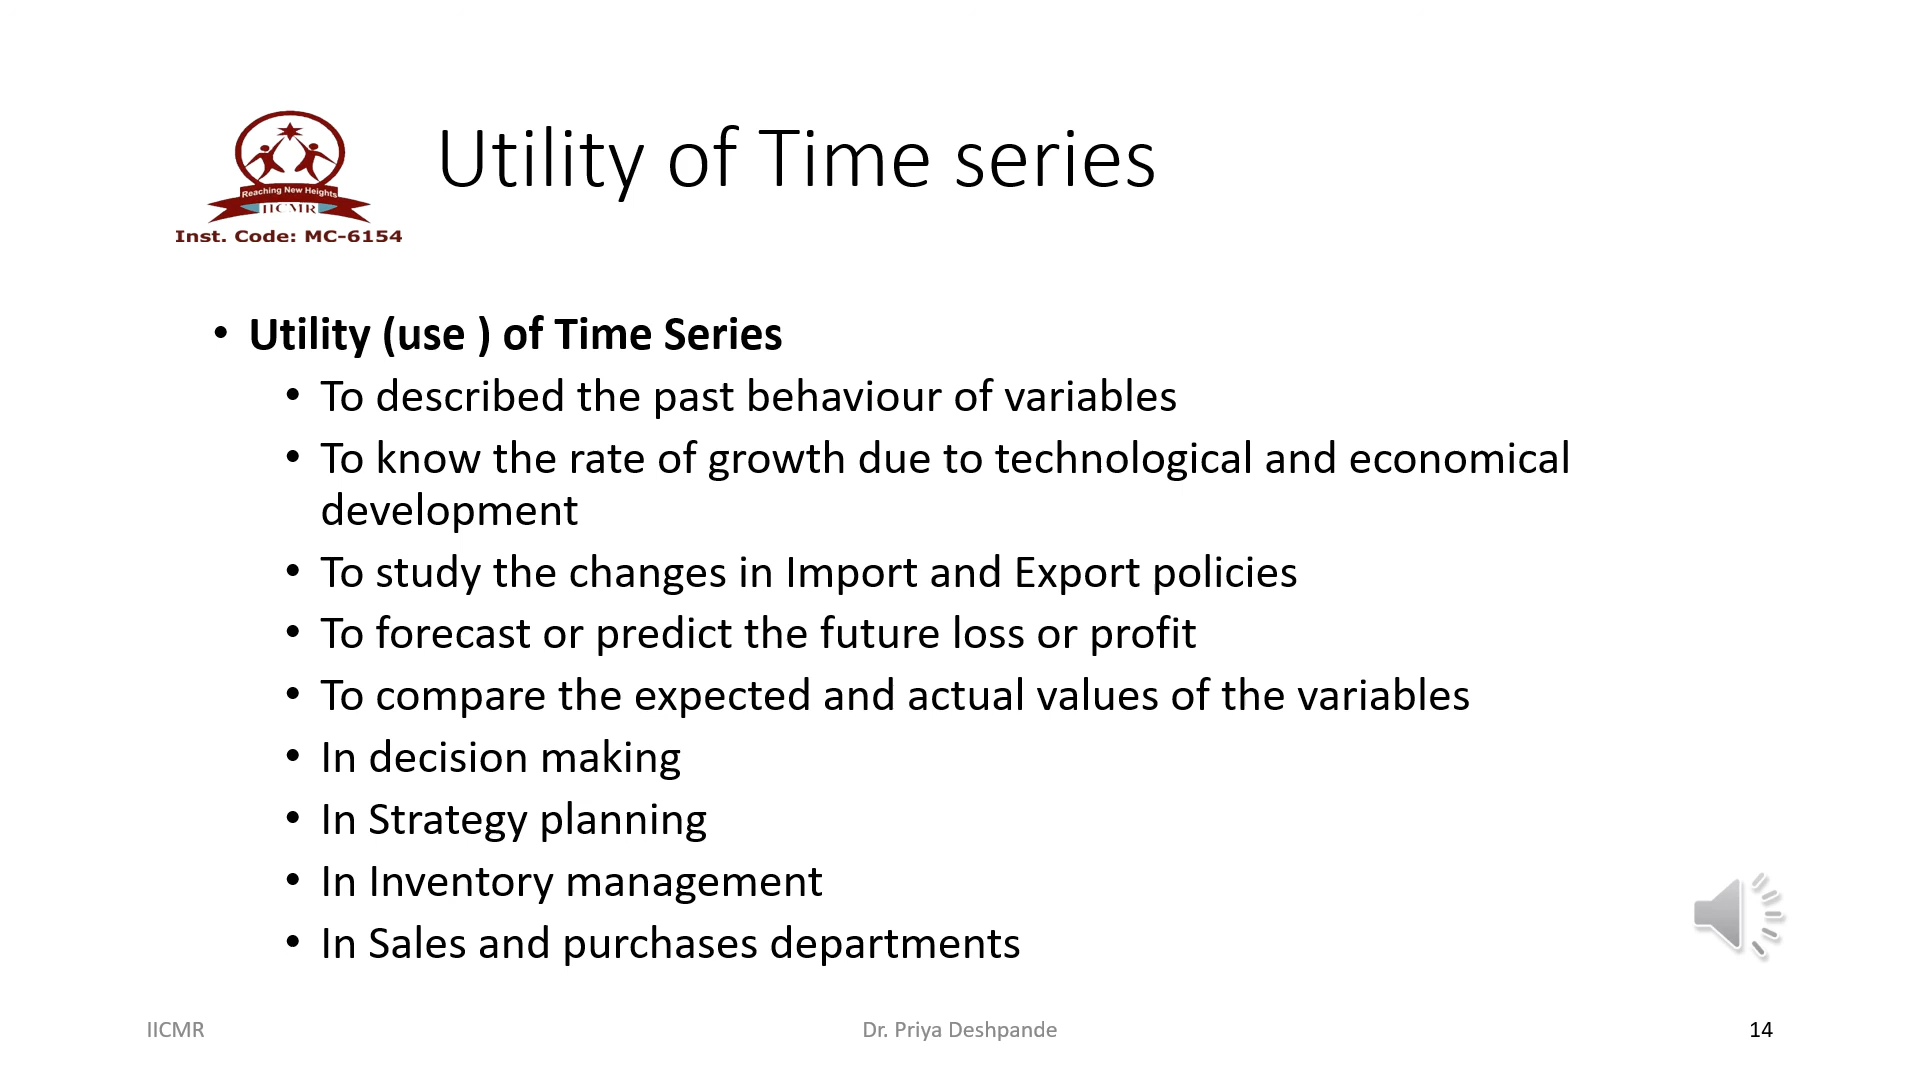 Reaching New Heights
IICMR
Inst. Code: MC-6154
Utility of Time series
• Utility (use ) of Time Series
• To described the past behaviour of variables
• To know the rate of growth due to technological and economical
development
• To study the changes in Import and Export policies
• To forecast or predict the future loss or profit
• To compare the expected and actual values of the variables
• In decision making
• In Strategy planning
• In Inventory management
• In Sales and purchases departments
IICMR
Dr. Priya Deshpande
14